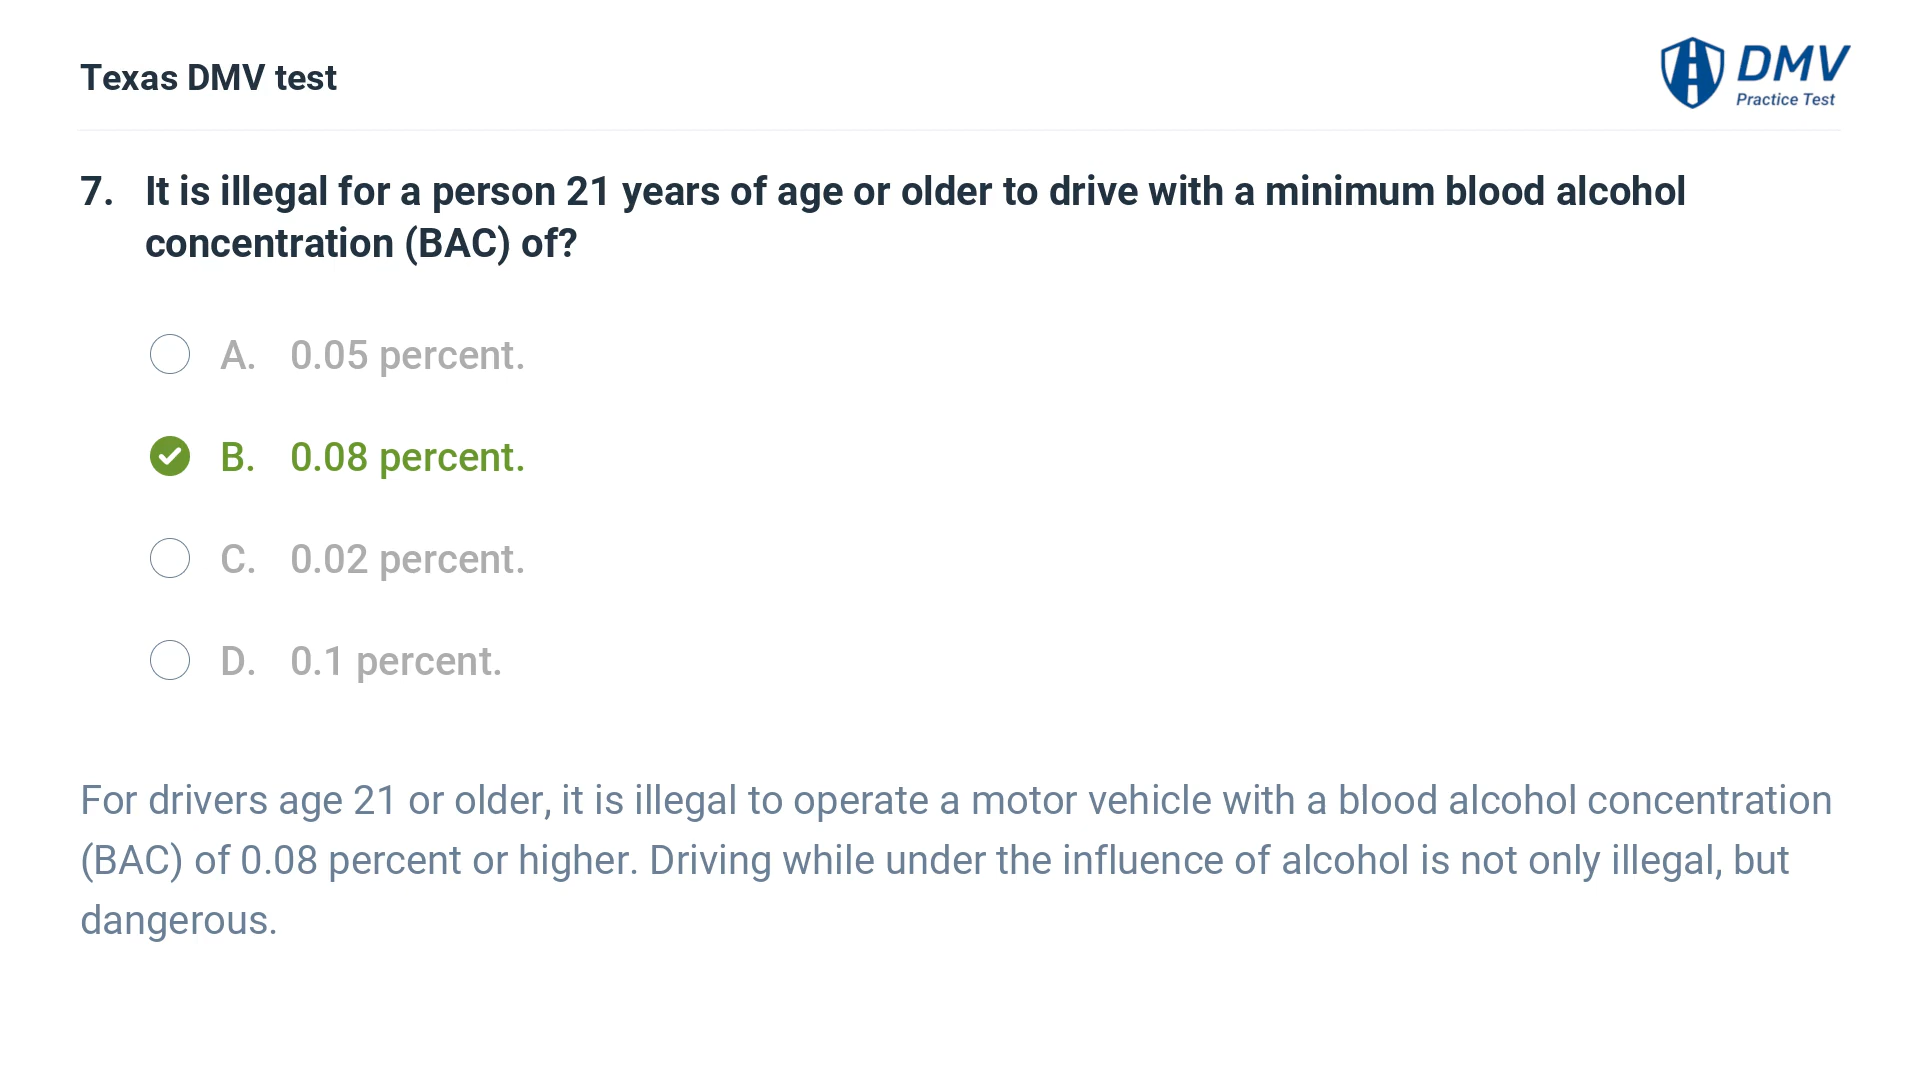 Texas DMV test
DMV
Practice Test
7. It is illegal for a person 21 years of age or older to drive with a minimum blood alcohol
concentration (BAC) of?
A. 0.05 percent.
B. 0.08 percent.
C. 0.02 percent.
D. 0.1 percent.
For drivers age 21 or older, it is illegal to operate a motor vehicle with a blood alcohol concentration
(BAC) of 0.08 percent or higher. Driving while under the influence of alcohol is not only illegal, but
dangerous.